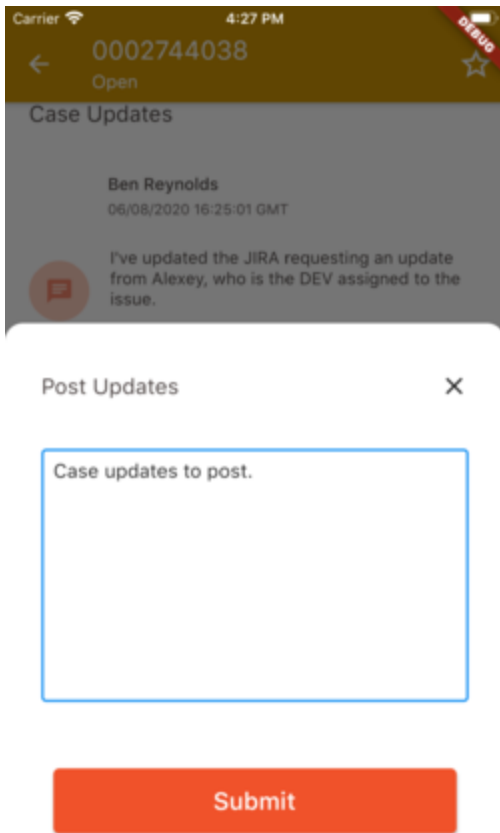 Carrier 4:27 PM
DEBUG
0002744038
Open
Case Updates
Ben Reynolds
06/08/2020 16:25:01 GMT
I've updated the JIRA requesting an update
from Alexey, who is the DEV assigned to the
issue.
Post Updates
Case updates to post.
Submit